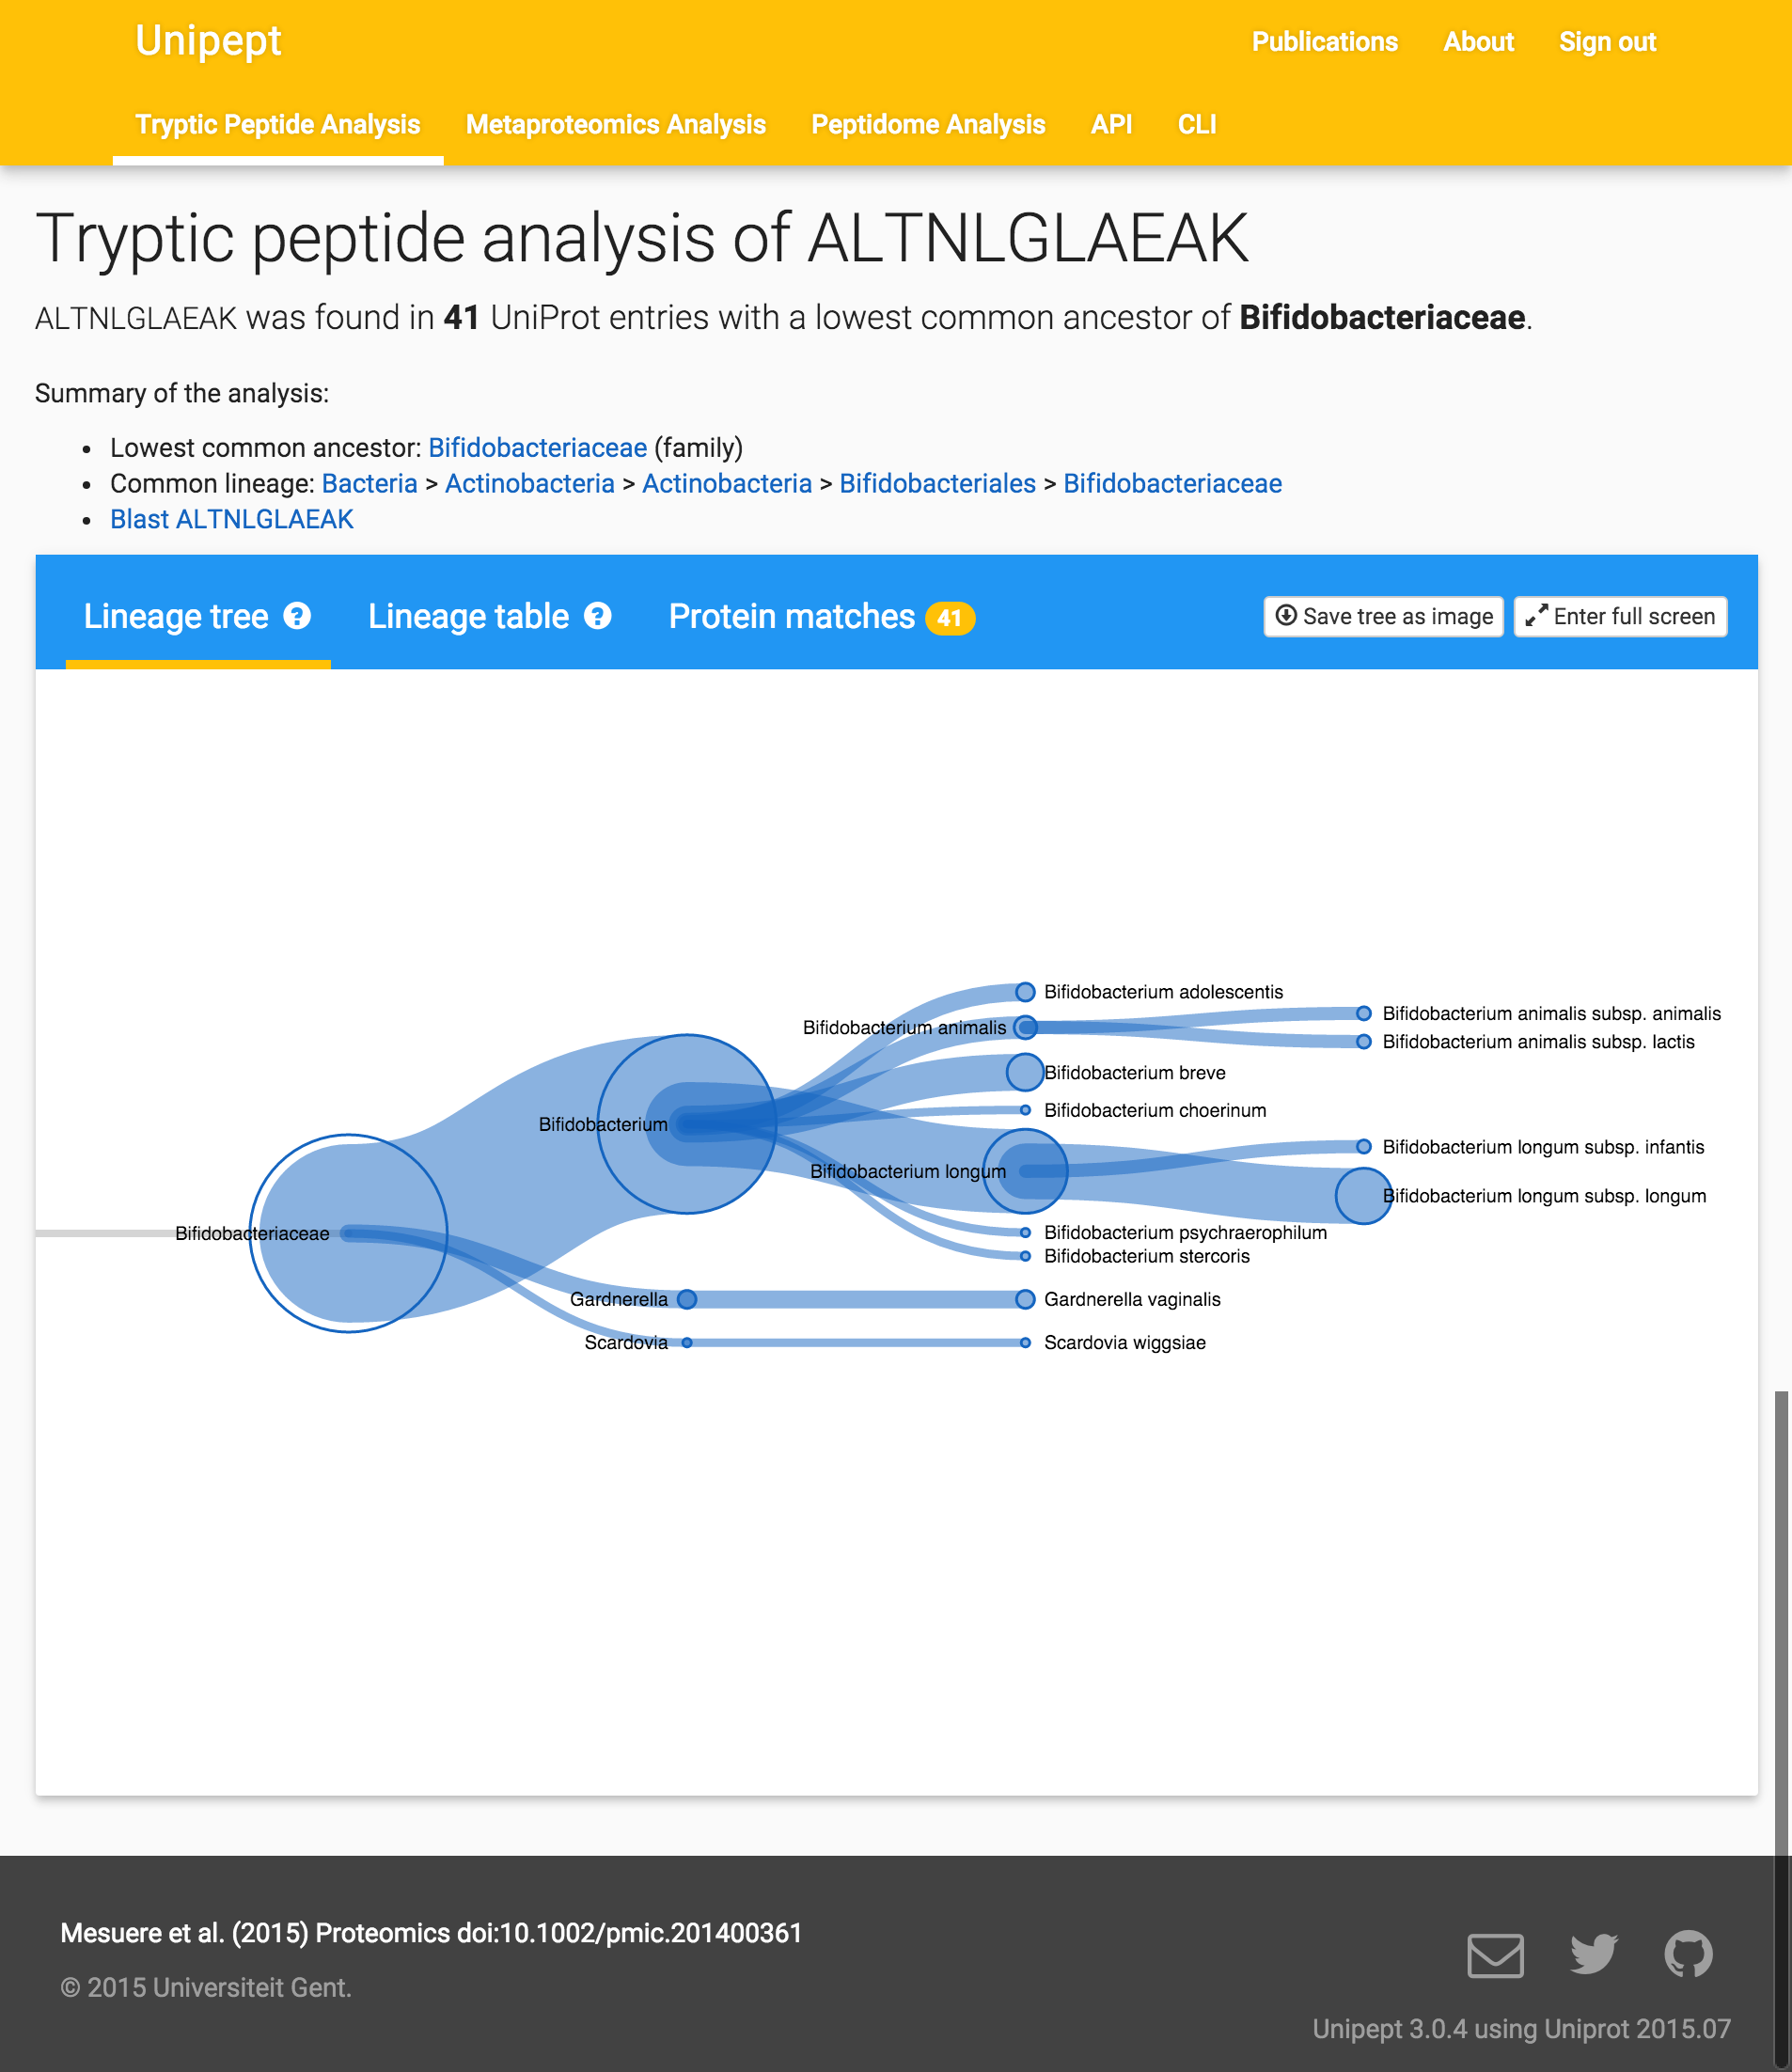 Unipept
Publications About Sign out
Tryptic Peptide Analysis Metaproteomics Analysis Peptidome Analysis API CLI
Tryptic peptide analysis of ALTNLGLAEAK
ALTNLGLAEAK was found in 41 UniProt entries with a lowest common ancestor of Bifidobacteriaceae.
Summary of the analysis:
• Lowest common ancestor: Bifidobacteriaceae (family)
• Common lineage: Bacteria > Actinobacteria > Actinobacteria > Bifidobacteriales > Bifidobacteriaceae
• Blast ALTNLGLAEAK
Lineage tree ? Lineage table ? Protein matches 41 Save tree as image Enter full screen
Bifidobacterium adolescentis
Bifidobacterium animalis subsp. animalis
Bifidobacterium animalis
Bifidobacterium animalis subsp. lactis
Bifidobacterium breve
Bifidobacterium choerinum
Bifidobacterium
Bifidobacterium longum subsp. infantis
Bifidobacterium longum
Bifidobacterium longum subsp. longum
Bifidobacteriaceae
Bifidobacterium psychraerophilum
Bifidobacterium stercoris
Gardnerella
Gardnerella vaginalis
Scardovia
Scardovia wiggsiae
Mesuere et al. (2015) Proteomics doi:10.1002/pmic.201400361
© 2015 Universiteit Gent.
Unipept 3.0.4 using Uniprot 2015.07